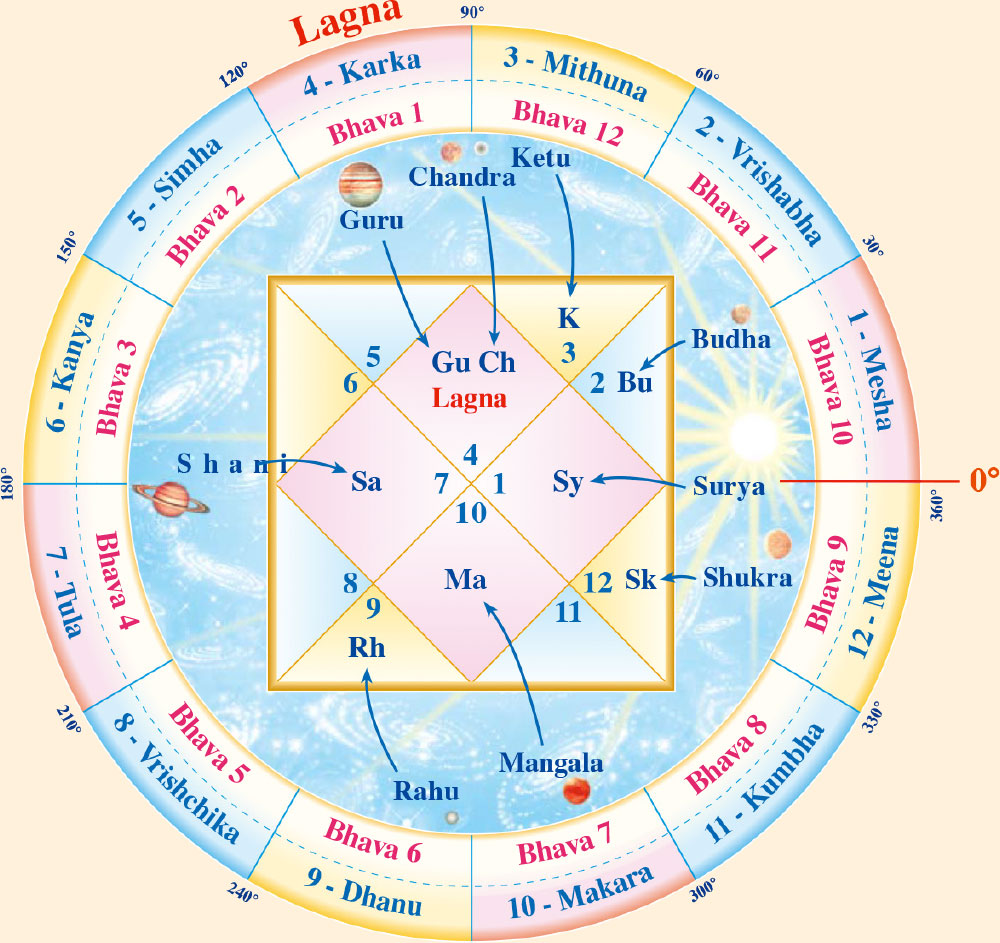 Lagna
90°
120°
4 - Karka
3 - Mithuna
60°
Bhava 1
Bhava 12
5 - Simha
2 - Vrishabha
Bhava 2
Bhava 11
150°
30°
Ketu
Chandra
Guru
6 - Kanya
Bhava 3
1 - Mesha
Bhava 10
K
3
5
6
Gu Ch
Lagna
2 Bu
Budha
Shani
Sa
4
7
1
10
Sy
Surya
180°
0°
360°
7 - Tula
Bhava 4
12 - Meena
Bhava 9
8
9
Ma
12 Sk
Shukra
11
Rh
210°
330°
8 - Vrishchika
Bhava 5
Bhava 8
11 - Kumbha
Mangala
Rahu
Bhava 6
Bhava 7
240°
9 - Dhanu
10 - Makara
300°